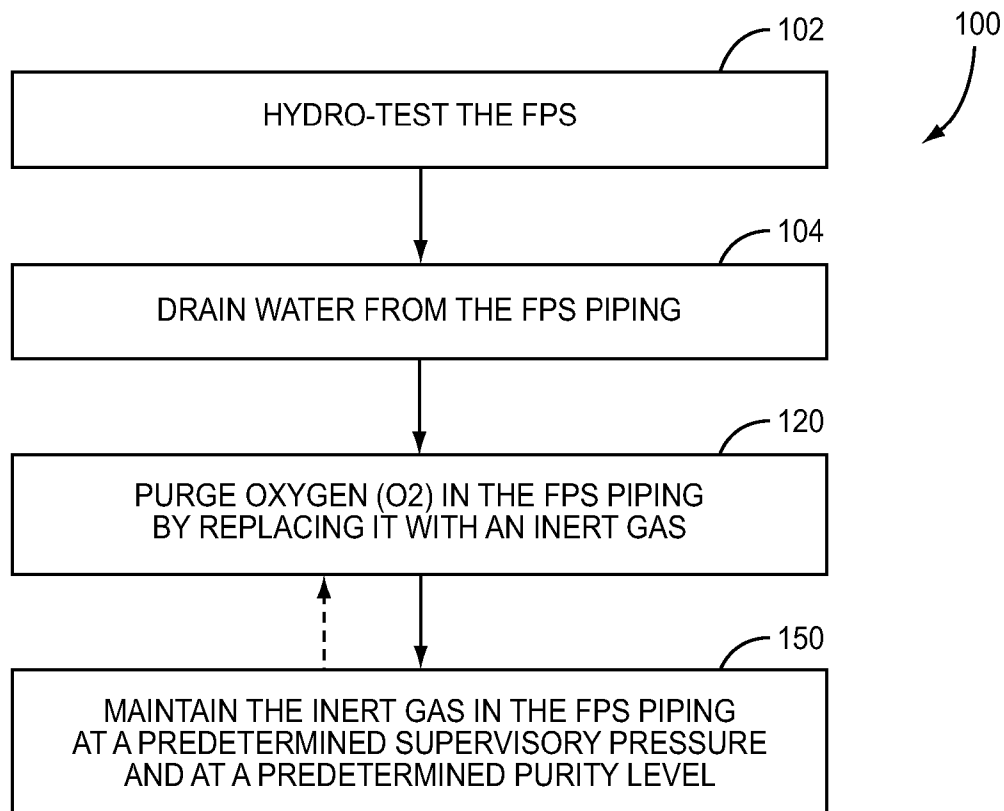 100
102
HYDRO-TEST THE FPS
104
DRAIN WATER FROM THE FPS PIPING
120
PURGE OXYGEN (O2) IN THE FPS PIPING
BY REPLACING IT WITH AN INERT GAS
150
MAINTAIN THE INERT GAS IN THE FPS PIPING
AT A PREDETERMINED SUPERVISORY PRESSURE
AND AT A PREDETERMINED PURITY LEVEL